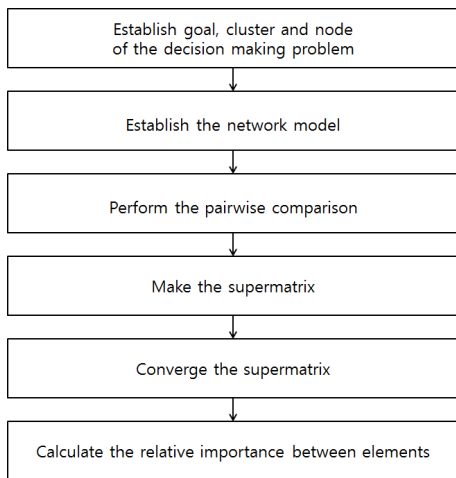 Establish goal, cluster and node
of the decision making problem
Establish the network model
Perform the pairwise comparison
Make the supermatrix
Converge the supermatrix
Calculate the relative importance between elements